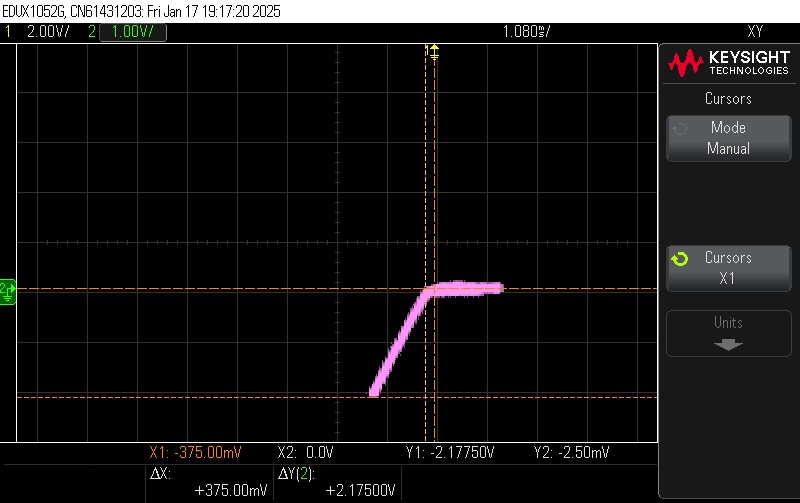 EDUX1052G, CN61431203: Fri Jan 17 19:17:20 2025
1 2.00V/ 2 1.00V/ 1.080ms/ XY
KEYSIGHT
TECHNOLOGIES
Cursors
Mode
Manual
Cursors
X1
Units
2
X1: -375.00mV X2: 0.0V Y1: -2.17750V Y2: -2.50mV
ΔX: ΔY(2):
+375.00mV +2.17500V